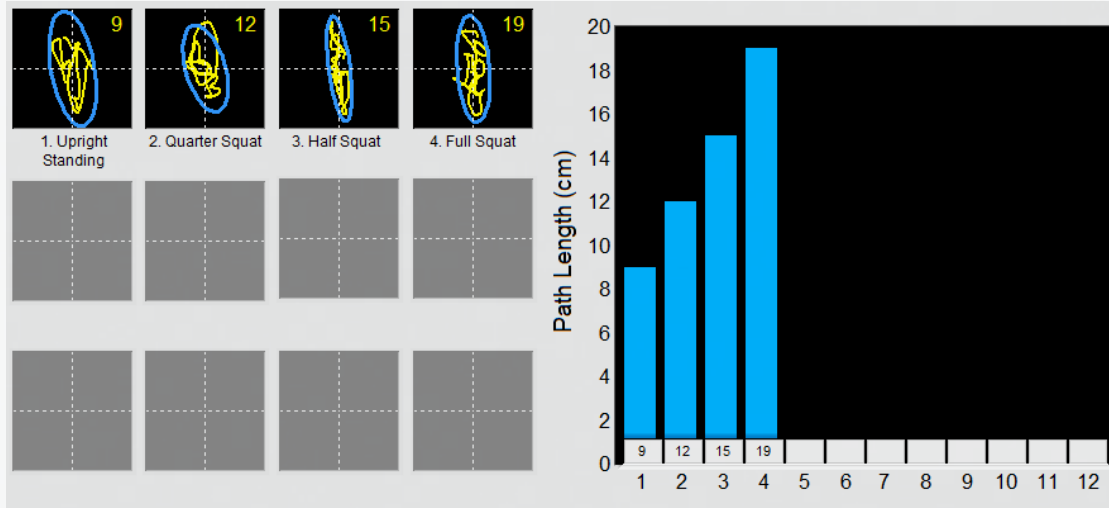 9
12
15
19
1. Upright
Standing
2. Quarter Squat
3. Half Squat
4. Full Squat
Path Length (cm)
20
18
16
14
12
10
8
6
4
2
0
9
12
15
19
1 2 3 4 5 6 7 8 9 10 11 12